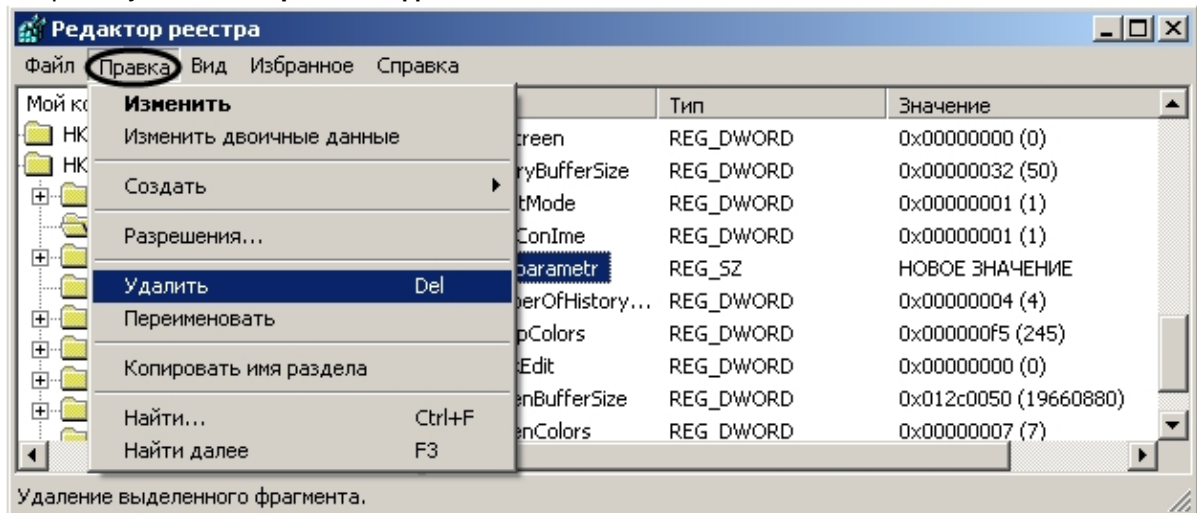 Редактор реестра
Файл Правка Вид Избранное Справка
Мой ко Тип Значение
Изменить
HK Изменить двоичные данные creen REG_DWORD 0x00000000 (0)
HK ryBufferSize REG_DWORD 0x00000032 (50)
Создать tMode REG_DWORD 0x00000001 (1)
Разрешения... ConIme REG_DWORD 0x00000001 (1)
parametr REG_SZ НОВОЕ ЗНАЧЕНИЕ
Удалить Del
Переименовать berOfHistory... REG_DWORD 0x00000004 (4)
pColors REG_DWORD 0x000000f5 (245)
Копировать имя раздела kEdit REG_DWORD 0x00000000 (0)
enBufferSize REG_DWORD 0x012c0050 (19660880)
Найти... Ctrl+F
enColors REG_DWORD 0x00000007 (7)
Найти далее F3
Удаление выделенного фрагмента.